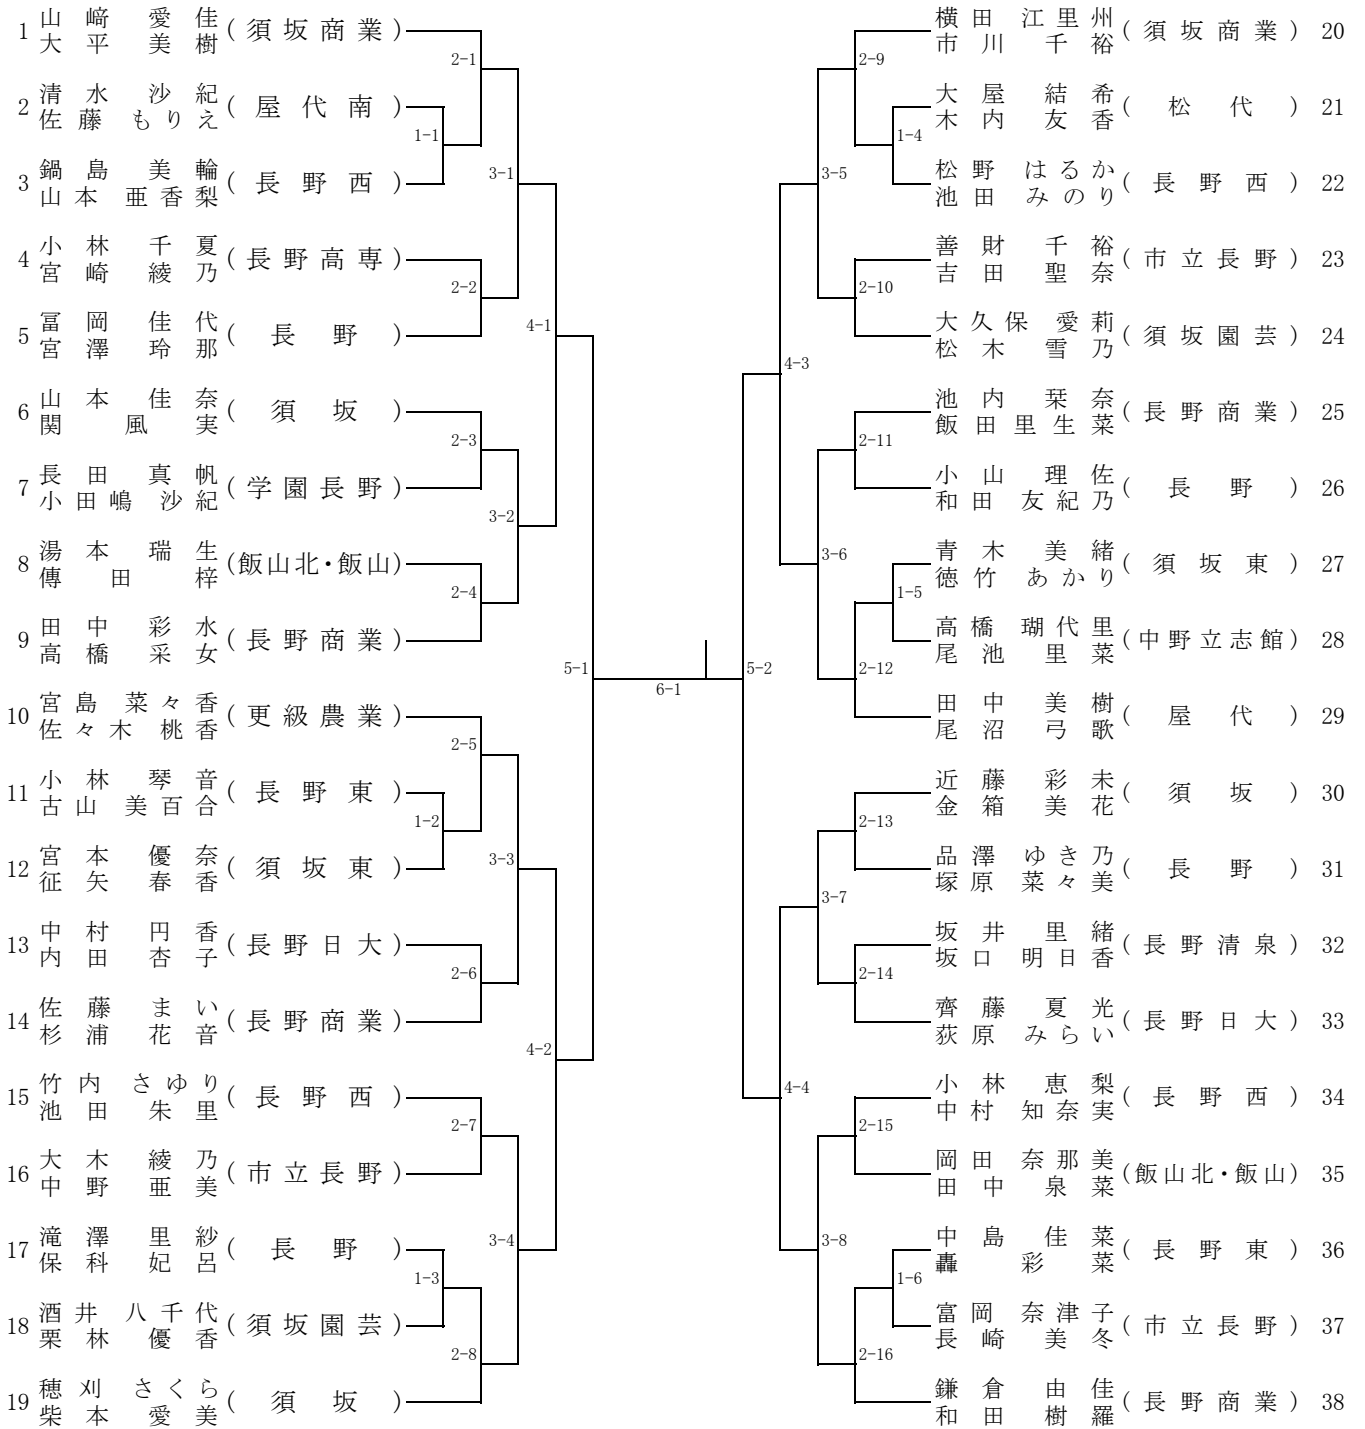 1 山﨑 愛佳 (須坂商業)
大平 美樹
2 清水 沙紀 (屋代南)
佐藤 もりえ
3 鍋島 美輪 (長野西)
山本 亜香梨
4 小林 千夏 (長野高専)
宮崎 綾乃
5 冨岡 佳代 (長野)
宮澤 玲那
6 山本 佳奈 (須坂)
関 風実
7 長田 真帆 (学園長野)
小田嶋 沙紀
8 湯本 瑞生 (飯山北・飯山)
傳田 梓
9 田中 彩水 (長野商業)
高橋 采女
10 宮島 菜々香 (更級農業)
佐々木 桃香
11 小林 琴音 (長野東)
古山 美百合
12 宮本 優奈 (須坂東)
征矢 春香
13 中村 円香 (長野日大)
内田 杏子
14 佐藤 まい (長野商業)
杉浦 花音
15 竹内 さゆり (長野西)
池田 朱里
16 大木 綾乃 (市立長野)
中野 亜美
17 滝澤 里紗 (長野)
保科 妃呂
18 酒井 八千代 (須坂園芸)
栗林 優香
19 穂刈 さくら (須坂)
柴本 愛美
2-1
1-1
3-1
2-2
4-1
2-3
3-2
2-4
5-1
2-5
1-2
3-3
2-6
4-2
2-7
3-4
1-3
2-8
6-1
5-2
2-9
1-4
3-5
2-10
4-3
2-11
3-6
1-5
2-12
2-13
3-7
2-14
4-4
2-15
3-8
1-6
2-16
横田 江里州 (須坂商業) 20
市川 千裕
大屋 結希 (松代) 21
木内 友香
松野 はるか (長野西) 22
池田 みのり
善財 千裕 (市立長野) 23
吉田 聖奈
大久保 愛莉 (須坂園芸) 24
松木 雪乃
池内 栞奈 (長野商業) 25
飯田 里生菜
小山 理佐 (長野) 26
和田 友紀乃
青木 美緒 (須坂東) 27
徳竹 あかり
高橋 瑚代里 (中野立志館) 28
尾池 里菜
田中 美樹 (屋代) 29
尾沼 弓歌
近藤 彩未 (須坂) 30
金箱 美花
品澤 ゆき乃 (長野) 31
塚原 菜々美
坂井 里緒 (長野清泉) 32
坂口 明日香
齊藤 夏光 (長野日大) 33
荻原 みらい
小林 恵梨 (長野西) 34
中村 知奈実
岡田 奈那美 (飯山北・飯山) 35
田中 泉菜
中島 佳菜 (長野東) 36
轟 彩菜
富岡 奈津子 (市立長野) 37
長崎 美冬
鎌倉 由佳 (長野商業) 38
和田 樹羅